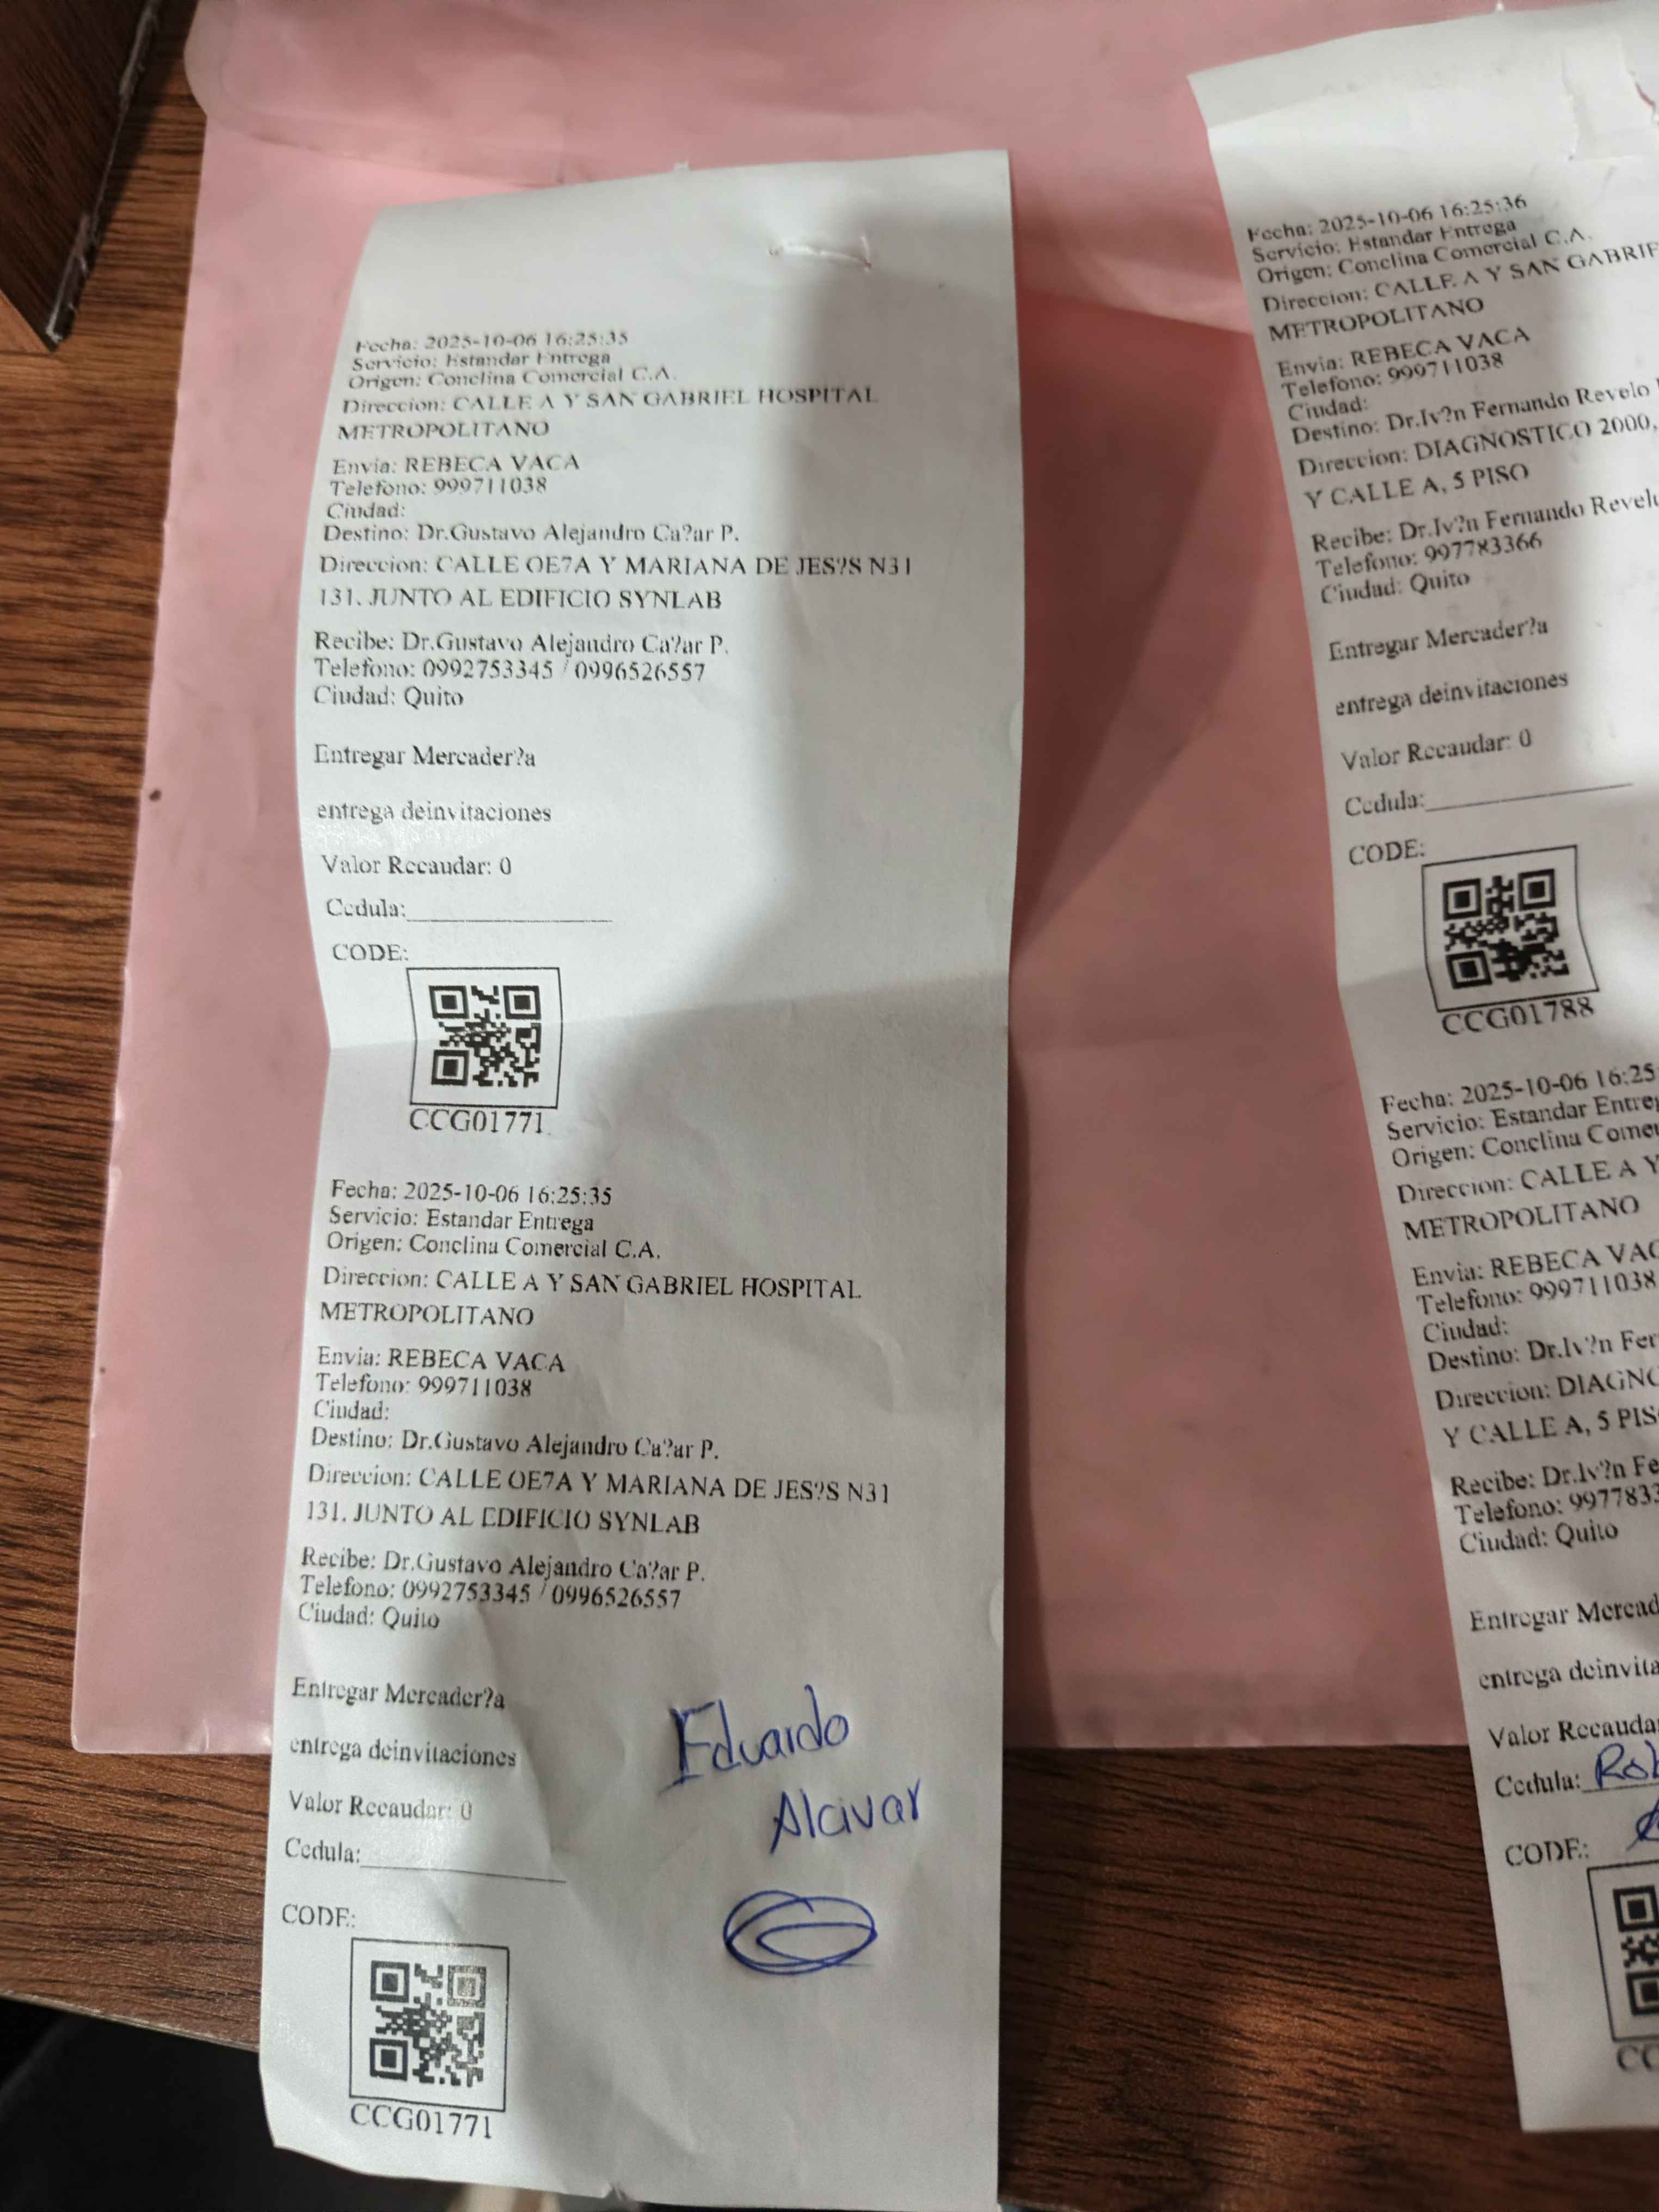 Fecha: 2025-10-06 16:25:35
Servicio: Estandar Entrega
Origen: Conclina Comercial C.A.
Direccion: CALLE A Y SAN GABRIEL HOSPITAL
METROPOLITANO
Envia: REBECA VACA
Telefono: 999711038
Ciudad:
Destino: Dr.Gustavo Alejandro Ca?ar P.
Direccion: CALLE OE7A Y MARIANA DE JES?S N31
131. JUNTO AL EDIFICIO SYNLAB
Recibe: Dr.Gustavo Alejandro Ca?ar P.
Telefono: 0992753345 / 0996526557
Ciudad: Quito
Entregar Mercader?a
entrega deinvitaciones
Valor Recaudar: 0
Cedula:
CODE:
CCG01771
Fecha: 2025-10-06 16:25:35
Servicio: Estandar Entrega
Origen: Conclina Comercial C.A.
Direccion: CALLE A Y SAN GABRIEL HOSPITAL
METROPOLITANO
Envia: REBECA VACA
Telefono: 999711038
Ciudad:
Destino: Dr.Gustavo Alejandro Ca?ar P.
Direccion: CALLE OE7A Y MARIANA DE JES?S N31
131. JUNTO AL EDIFICIO SYNLAB
Recibe: Dr.Gustavo Alejandro Ca?ar P.
Telefono: 0992753345 / 0996526557
Ciudad: Quito
Entregar Mercader?a
entrega deinvitaciones
Valor Recaudar: 0
Cedula:
Eduardo
Alcivar
CODE:
CCG01771
Fecha: 2025-10-06 16:25:36
Servicio: Estandar Entrega
Origen: Conclina Comercial C.A.
Direccion: CALLE A Y SAN
METROPOLITANO
Envia: REBECA VACA
Telefono: 999711038
Ciudad:
Destino: Dr.Iv?n Fernando Revelo
Direccion: DIAGNOSTICO 2000,
Y CALLE A, 5 PISO
Recibe: Dr.Iv?n Fernando
Telefono: 997783366
Ciudad: Quito
Entregar Mercader?a
entrega deinvitaciones
Valor Recaudar: 0
Cedula:
CODE:
CCG01788
Fecha: 2025-10-06 16:25
Servicio: Estandar
Origen: Conclina
Direccion: CALLE A Y
METROPOLITANO
Envia: REBECA
Telefono: 999711038
Ciudad:
Destino: Dr.Iv?n
Direccion:
Y CALLE A, 5
Recibe: Dr.Iv?n
Telefono:
Ciudad: Quito
Entregar
entrega
Valor
Cedula:
CODE: